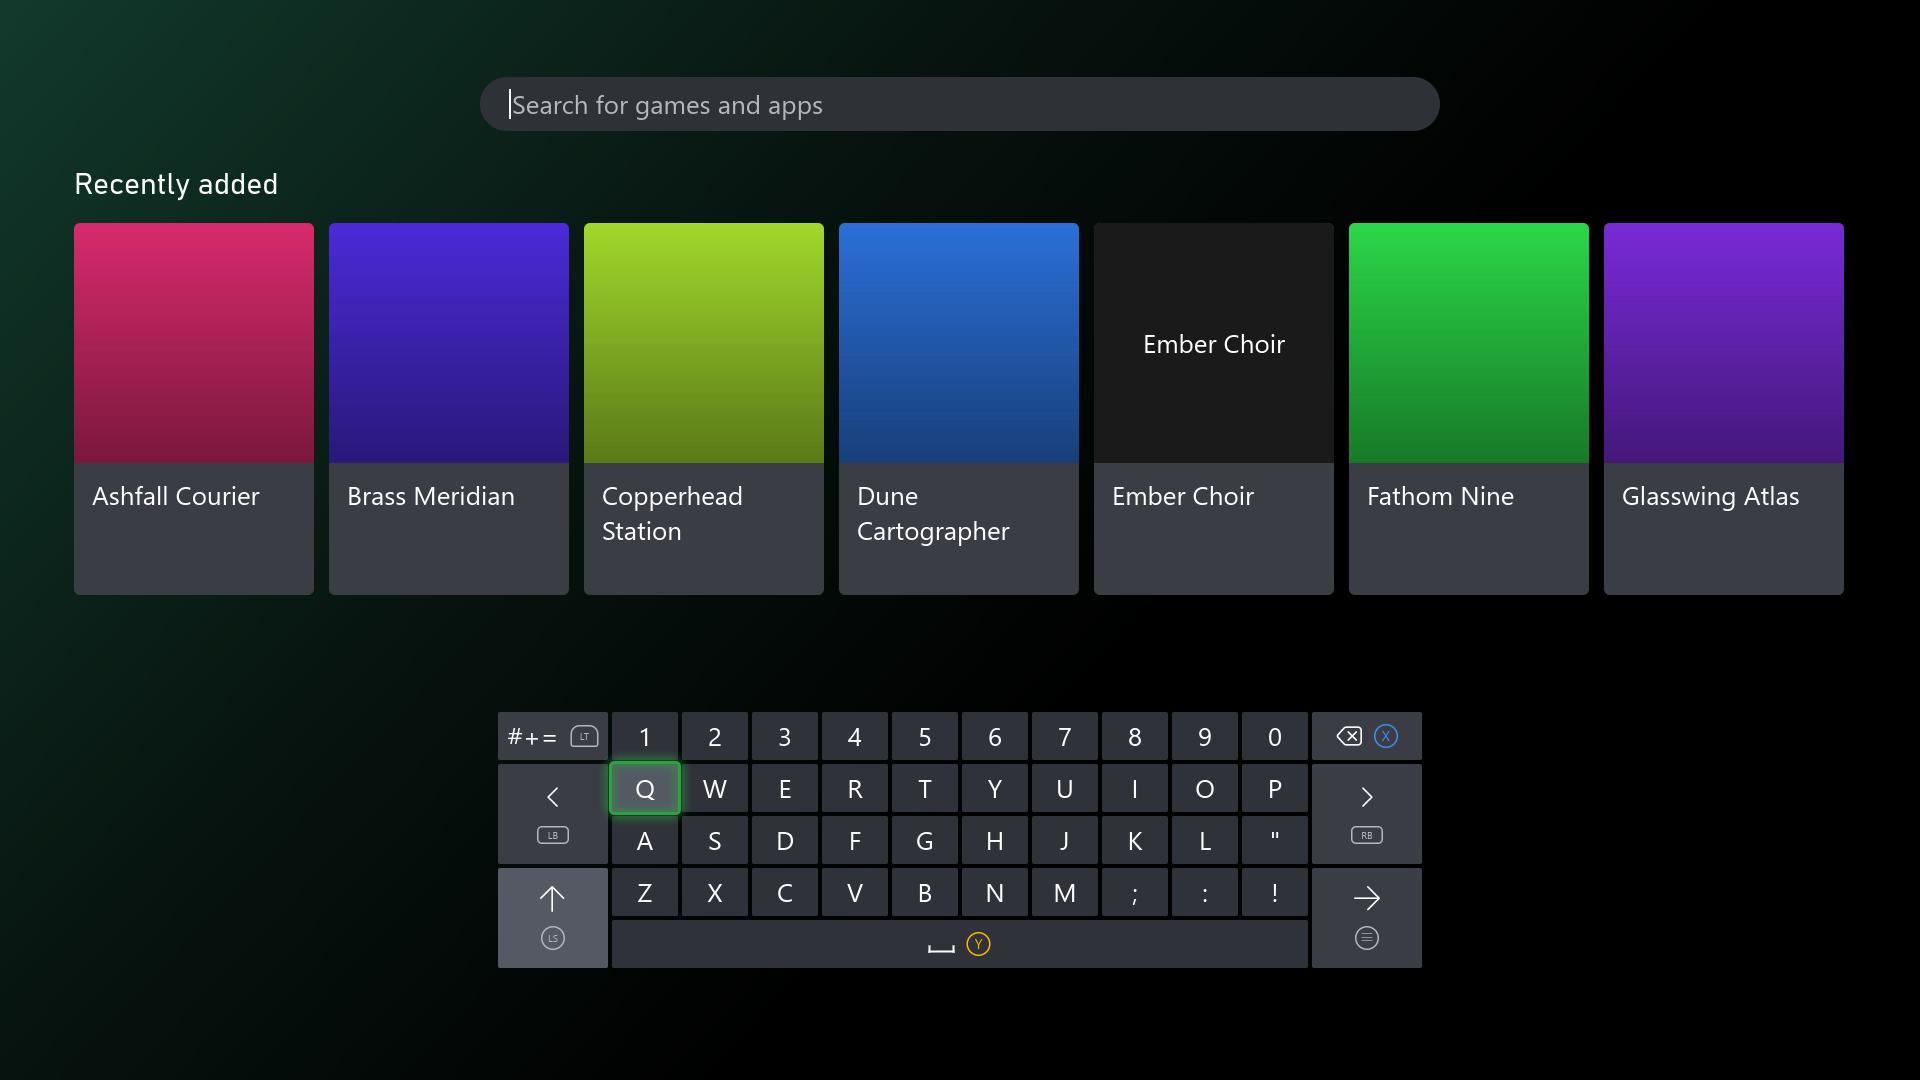 Search for games and apps
Recently added
Ember Choir
Ashfall Courier
Brass Meridian
Copperhead
Station
Dune
Cartographer
Ember Choir
Fathom Nine
Glasswing Atlas
#+= LT 1 2 3 4 5 6 7 8 9 0 X
LB Q W E R T Y U I O P RB
A S D F G H J K L "
LS Z X C V B N M ; : !
Y